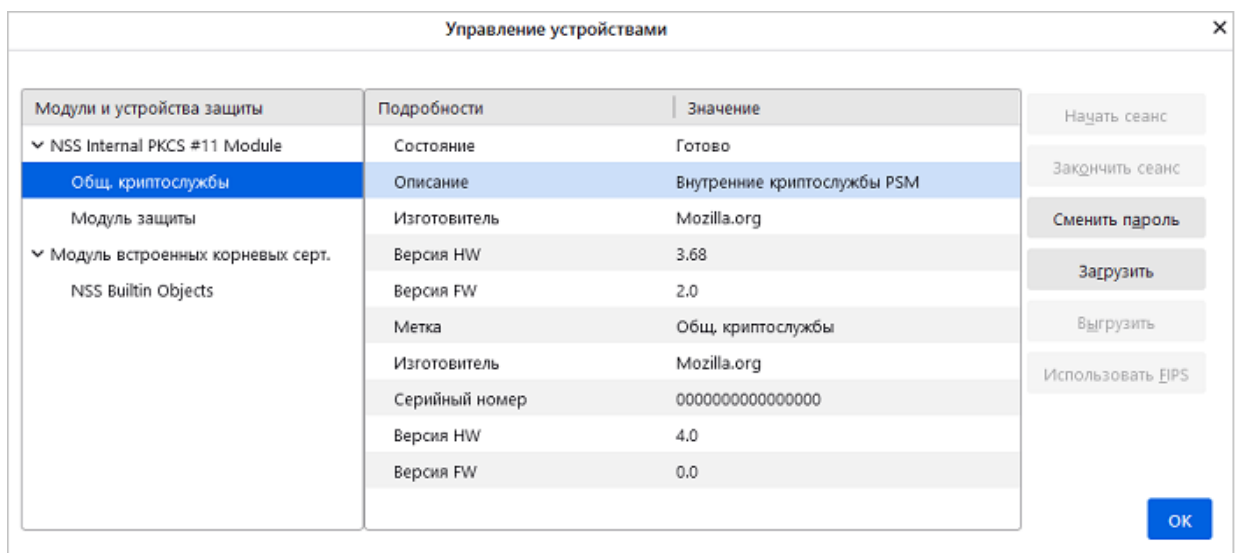 Управление устройствами
Модули и устройства защиты
NSS Internal PKCS #11 Module
Общ. криптослужбы
Модуль защиты
Модуль встроенных корневых серт.
NSS Builtin Objects
Подробности Значение
Состояние Готово
Описание Внутренние криптослужбы PSM
Изготовитель Mozilla.org
Версия HW 3.68
Версия FW 2.0
Метка Общ. криптослужбы
Изготовитель Mozilla.org
Серийный номер 0000000000000000
Версия HW 4.0
Версия FW 0.0
Начать сеанс
Закончить сеанс
Сменить пароль
Загрузить
Выгрузить
Использовать FIPS
ОК